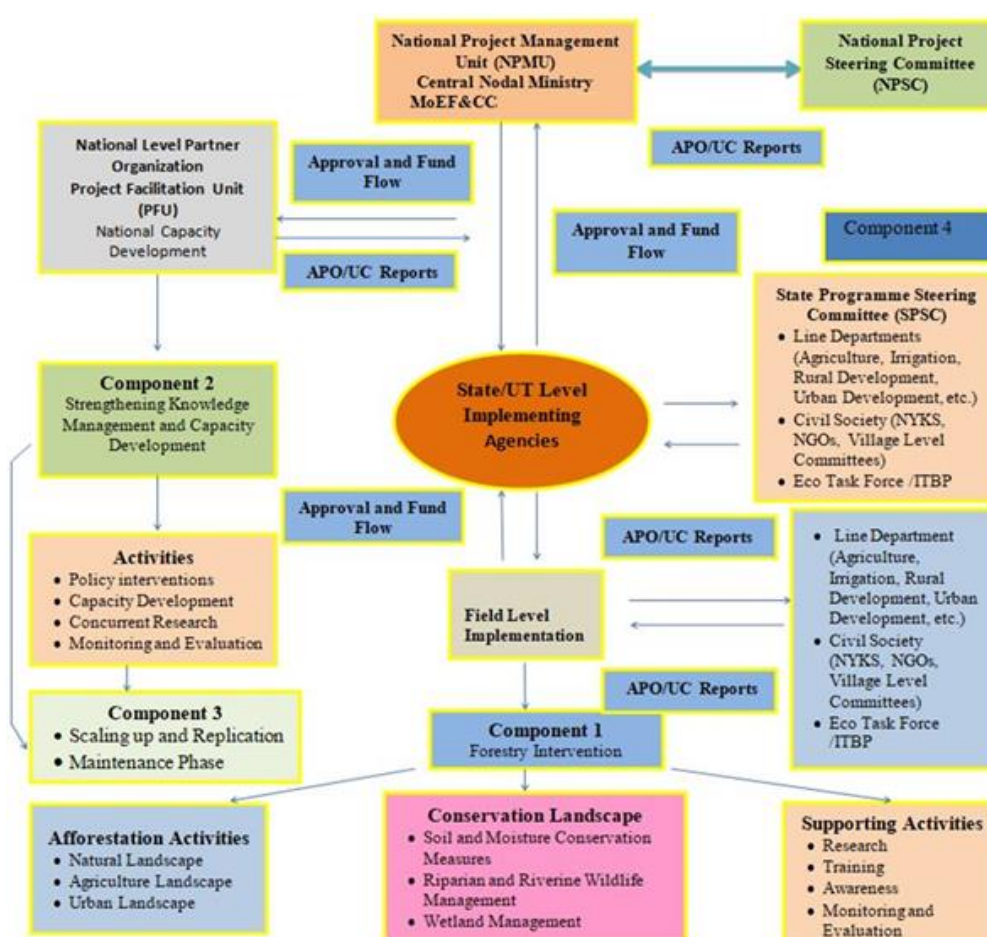 National Project Management
Unit (NPMU)
Central Nodal Ministry
MoEF&CC
National Project
Steering Committee
(NPSC)
National Level Partner
Organization
Project Facilitation Unit
(PFU)
National Capacity
Development
Approval and Fund
Flow
APO/UC Reports
APO/UC Reports
Approval and Fund
Flow
Component 4
State Programme Steering
Committee (SPSC)
• Line Departments
(Agriculture, Irrigation,
Rural Development,
Urban Development, etc.)
• Civil Society (NYKS,
NGOs, Village Level
Committees)
• Eco Task Force /ITBP
Component 2
Strengthening Knowledge
Management and Capacity
Development
State/UT Level
Implementing
Agencies
Approval and Fund
Flow
APO/UC Reports
Activities
• Policy interventions
• Capacity Development
• Concurrent Research
• Monitoring and Evaluation
Field Level
Implementation
• Line Department
(Agriculture,
Irrigation, Rural
Development, Urban
Development, etc.)
• Civil Society
(NYKS, NGOs,
Village Level
Committees)
• Eco Task Force
/ITBP
APO/UC Reports
Component 3
• Scaling up and Replication
• Maintenance Phase
Component 1
Forestry Intervention
Afforestation Activities
• Natural Landscape
• Agriculture Landscape
• Urban Landscape
Conservation Landscape
• Soil and Moisture Conservation
Measures
• Riparian and Riverine Wildlife
Management
• Wetland Management
Supporting Activities
• Research
• Training
• Awareness
• Monitoring and
Evaluation